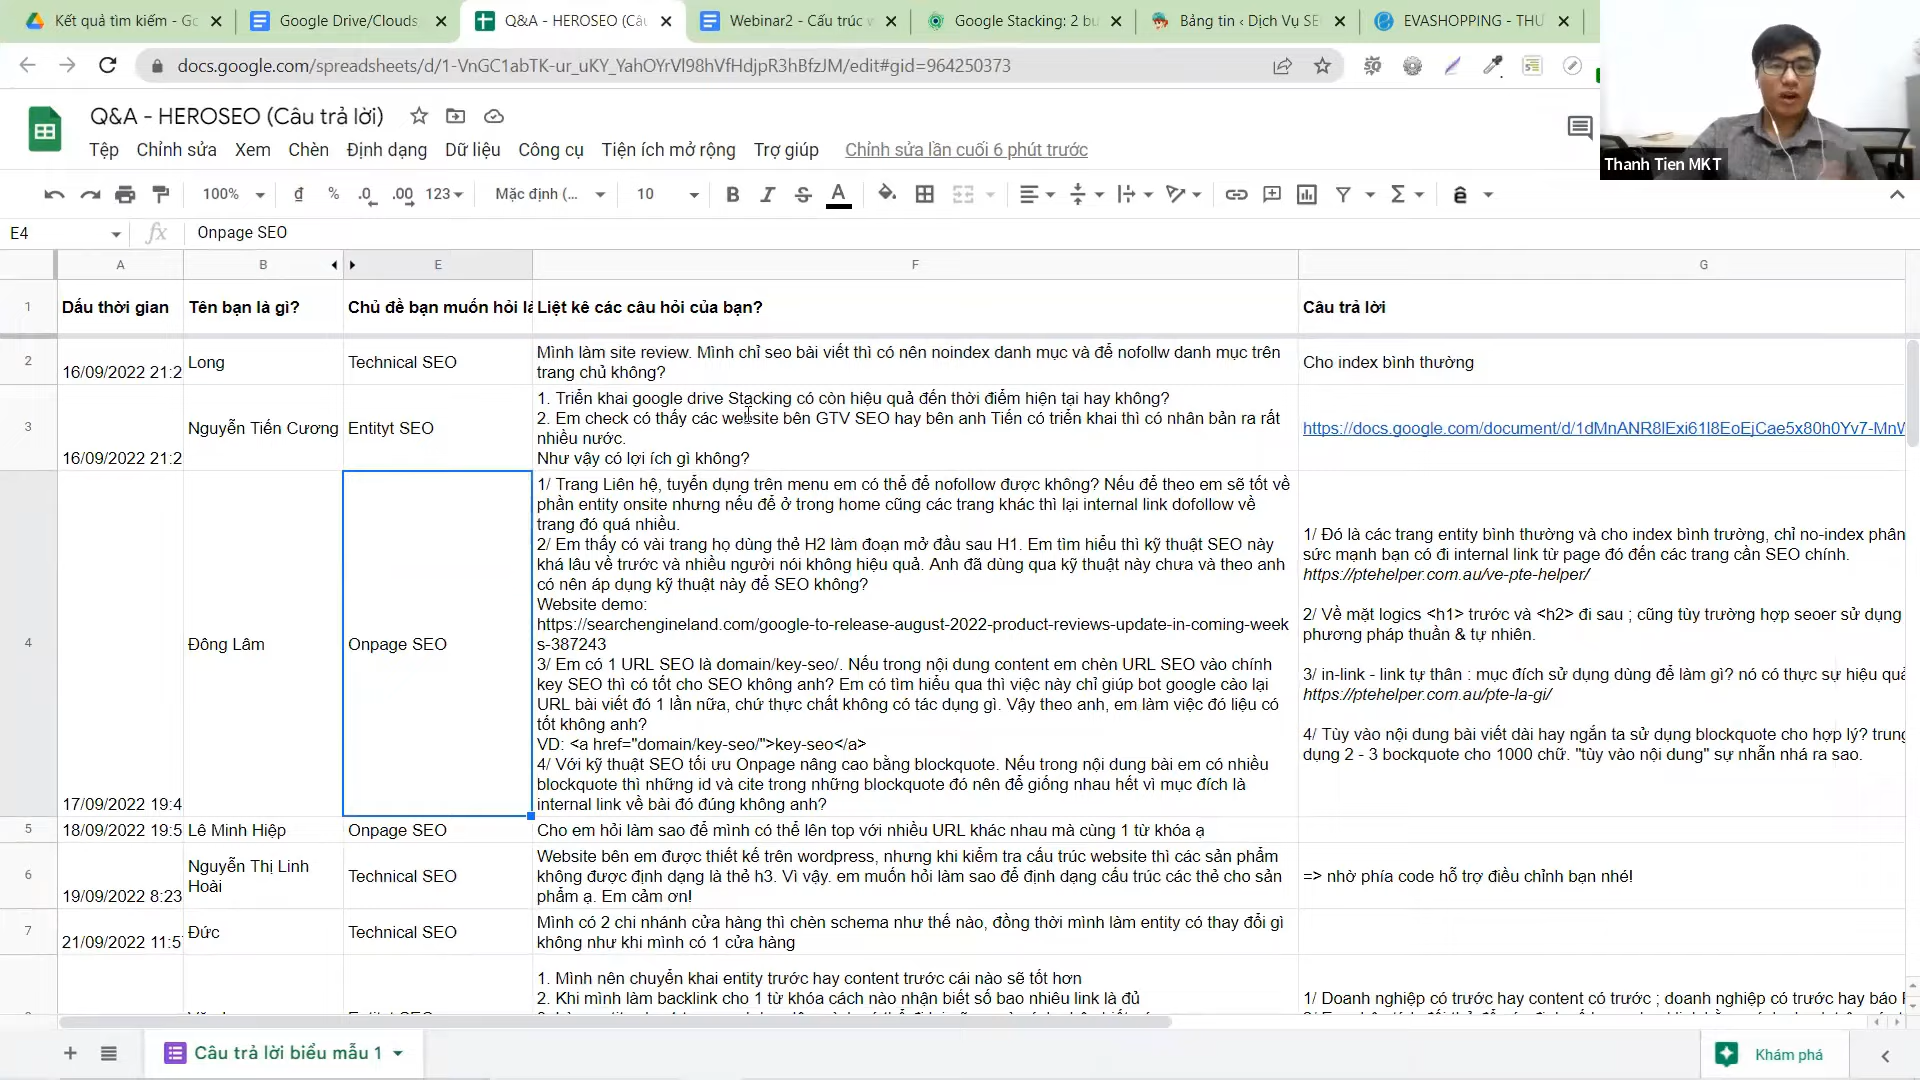 Kết quả tìm kiếm - Go
Google Drive/Clouds
Q&A - HEROSEO (Câu
Webinar2 - Cấu trúc
Google Stacking: 2 bư
Bảng tin ‹ Dịch Vụ SE
EVASHOPPING - THƯ
docs.google.com/spreadsheets/d/1-VnGC1abTK-ur_uKY_YahOYrVl98hVfHdjpR3hBfzJM/edit#gid=964250373
Q&A - HEROSEO (Câu trả lời)
Tệp Chỉnh sửa Xem Chèn Định dạng Dữ liệu Công cụ Tiện ích mở rộng Trợ giúp Chỉnh sửa lần cuối 6 phút trước
Thanh Tien MKT
100% đ % .0 .00 123 Mặc định (... 10 B I S A
E4 fx Onpage SEO
A B E F G
1 Dấu thời gian Tên bạn là gì? Chủ đề bạn muốn hỏi là Liệt kê các câu hỏi của bạn? Câu trả lời
2 16/09/2022 21:2 Long Technical SEO
Mình làm site review. Mình chỉ seo bài viết thì có nên noindex danh mục và để nofollw danh mục trên
trang chủ không?
Cho index bình thường
3 16/09/2022 21:2 Nguyễn Tiến Cương Entityt SEO
1. Triển khai google drive Stacking có còn hiệu quả đến thời điểm hiện tại hay không?
2. Em check có thấy các website bên GTV SEO hay bên anh Tiến có triển khai thì có nhân bản ra rất
nhiều nước.
Như vậy có lợi ích gì không?
https://docs.google.com/document/d/1dMnANR8lExi61l8EoEjCae5x80h0Yv7-MnW
4 17/09/2022 19:4 Đông Lâm Onpage SEO
1/ Trang Liên hệ, tuyển dụng trên menu em có thể để nofollow được không? Nếu để theo em sẽ tốt về
phần entity onsite nhưng nếu để ở trong home cũng các trang khác thì lại internal link dofollow về
trang đó quá nhiều.
2/ Em thấy có vài trang họ dùng thẻ H2 làm đoạn mở đầu sau H1. Em tìm hiểu thì kỹ thuật SEO này
khá lâu về trước và nhiều người nói không hiệu quả. Anh đã dùng qua kỹ thuật này chưa và theo anh
có nên áp dụng kỹ thuật này để SEO không?
Website demo:
https://searchengineland.com/google-to-release-august-2022-product-reviews-update-in-coming-week
s-387243
3/ Em có 1 URL SEO là domain/key-seo/. Nếu trong nội dung content em chèn URL SEO vào chính
key SEO thì có tốt cho SEO không anh? Em có tìm hiểu qua thì việc này chỉ giúp bot google cào lại
URL bài viết đó 1 lần nữa, chứ thực chất không có tác dụng gì. Vậy theo anh, em làm việc đó liệu có
tốt không anh?
VD: <a href="domain/key-seo/">key-seo</a>
4/ Với kỹ thuật SEO tối ưu Onpage nâng cao bằng blockquote. Nếu trong nội dung bài em có nhiều
blockquote thì những id và cite trong những blockquote đó nên để giống nhau hết vì mục đích là
internal link về bài đó đúng không anh?
1/ Đó là các trang entity bình thường và cho index bình trường, chỉ no-index phân
sức mạnh bạn có đi internal link từ page đó đến các trang cần SEO chính.
https://ptehelper.com.au/ve-pte-helper/
2/ Về mặt logics <h1> trước và <h2> đi sau ; cũng tùy trường hợp seoer sử dụng
phương pháp thuần & tự nhiên.
3/ in-link - link tự thân : mục đích sử dụng dùng để làm gì? nó có thực sự hiệu quả
https://ptehelper.com.au/pte-la-gi/
4/ Tùy vào nội dung bài viết dài hay ngắn ta sử dụng blockquote cho hợp lý? trung
dụng 2 - 3 bockquote cho 1000 chữ. "tùy vào nội dung" sự nhẫn nhá ra sao.
5 18/09/2022 19:5 Lê Minh Hiệp Onpage SEO Cho em hỏi làm sao để mình có thể lên top với nhiều URL khác nhau mà cùng 1 từ khóa ạ
6 19/09/2022 8:23 Nguyễn Thị Linh Hoài Technical SEO
Website bên em được thiết kế trên wordpress, nhưng khi kiểm tra cấu trúc website thì các sản phẩm
không được định dạng là thẻ h3. Vì vậy. em muốn hỏi làm sao để định dạng cấu trúc các thẻ cho sản
phẩm ạ. Em cảm ơn!
=> nhờ phía code hỗ trợ điều chỉnh bạn nhé!
7 21/09/2022 11:5 Đức Technical SEO
Mình có 2 chi nhánh cửa hàng thì chèn schema như thế nào, đồng thời mình làm entity có thay đổi gì
không như khi mình có 1 cửa hàng
1. Mình nên chuyển khai entity trước hay content trước cái nào sẽ tốt hơn
2. Khi mình làm backlink cho 1 từ khóa cách nào nhận biết số bao nhiêu link là đủ
1/ Doanh nghiệp có trước hay content có trước ; doanh nghiệp có trước hay báo
Câu trả lời biểu mẫu 1
Khám phá